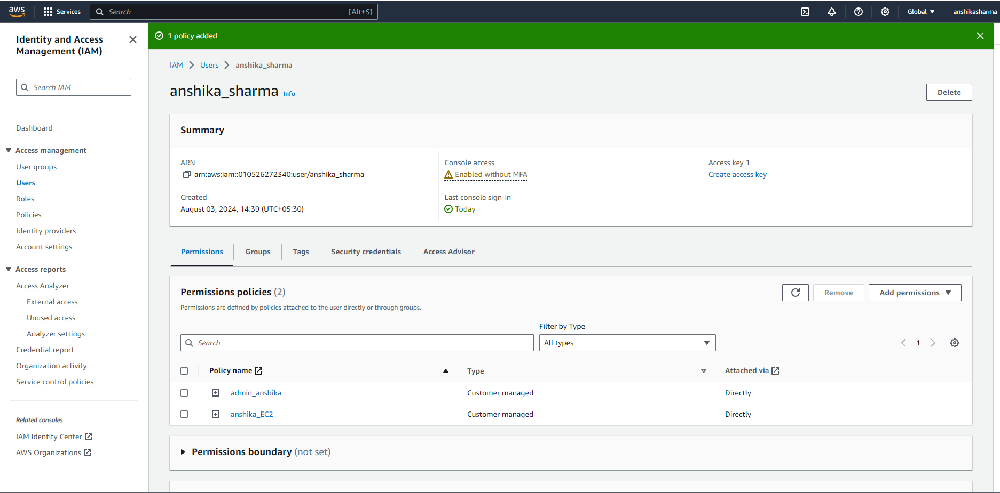 aws
Services
Search
[Alt+S]
Global
anshikasharma
Identity and Access
Management (IAM)
Search IAM
Dashboard
Access management
User groups
Users
Roles
Policies
Identity providers
Account settings
Access reports
Access Analyzer
External access
Unused access
Analyzer settings
Credential report
Organization activity
Service control policies
Related consoles
IAM Identity Center
AWS Organizations
1 policy added
IAM > Users > anshika_sharma
anshika_sharma Info
Delete
Summary
ARN
arn:aws:iam::010526272340:user/anshika_sharma
Created
August 03, 2024, 14:39 (UTC+05:30)
Console access
Enabled without MFA
Last console sign-in
Today
Access key 1
Create access key
Permissions
Groups
Tags
Security credentials
Access Advisor
Permissions policies (2)
Permissions are defined by policies attached to the user directly or through groups.
Remove
Add permissions
Filter by Type
Search
All types
1
Policy name
Type
Attached via
admin_anshika
Customer managed
Directly
anshika_EC2
Customer managed
Directly
Permissions boundary (not set)